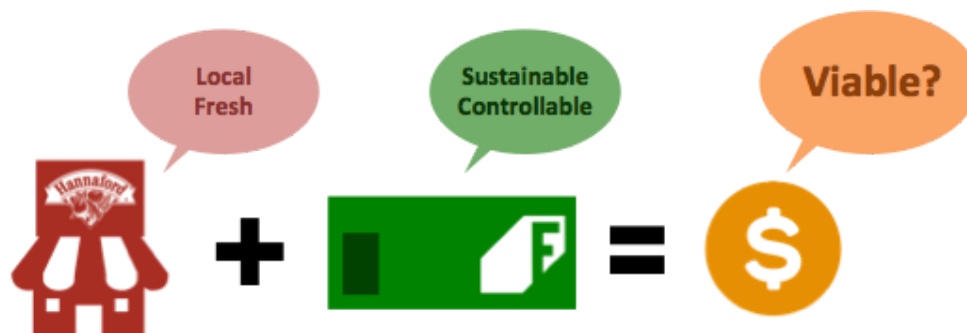 Local
Fresh
Sustainable
Controllable
Viable?
Hannaford
+
F
=
$